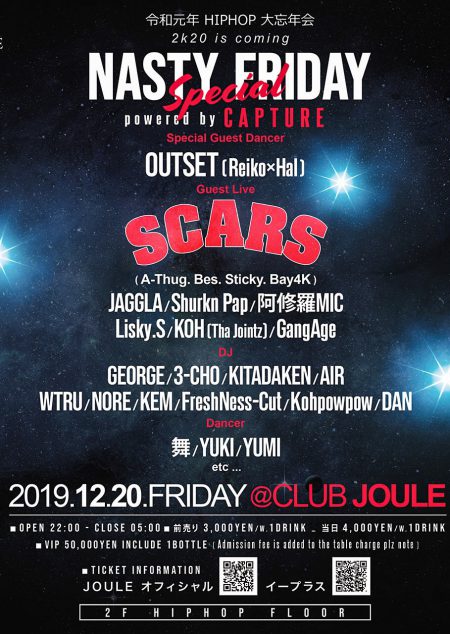 令和元年 HIPHOP 大忘年会
2k20 is coming
NASTY FRIDAY
Special
powered by CAPTURE
Special Guest Dancer
OUTSET (Reiko×Hal)
Guest Live
SCARS
(A-Thug. Bes. Sticky. Bay4K)
JAGGLA/Shurkn Pap/阿修羅MIC
Lisky.S/KOH(Tha Jointz)/GangAge
DJ
GEORGE/3-CHO/KITADAKEN/AIR
WTRU/NORE/KEM/FreshNess-Cut/Kohpowpow/DAN
Dancer
舞/YUKI/YUMI
etc ...
2019.12.20.FRIDAY @CLUB JOULE
■ OPEN 22:00 - CLOSE 05:00 ■ 前売り 3,000YEN/w.1DRINK _ 当日 4,000YEN/w.1DRINK
■ VIP 50,000YEN INCLUDE 1BOTTLE (Admission fee is added to the table charge plz note)
■ TICKET INFORMATION
JOULE オフィシャル イープラス
2F HIPHOP FLOOR